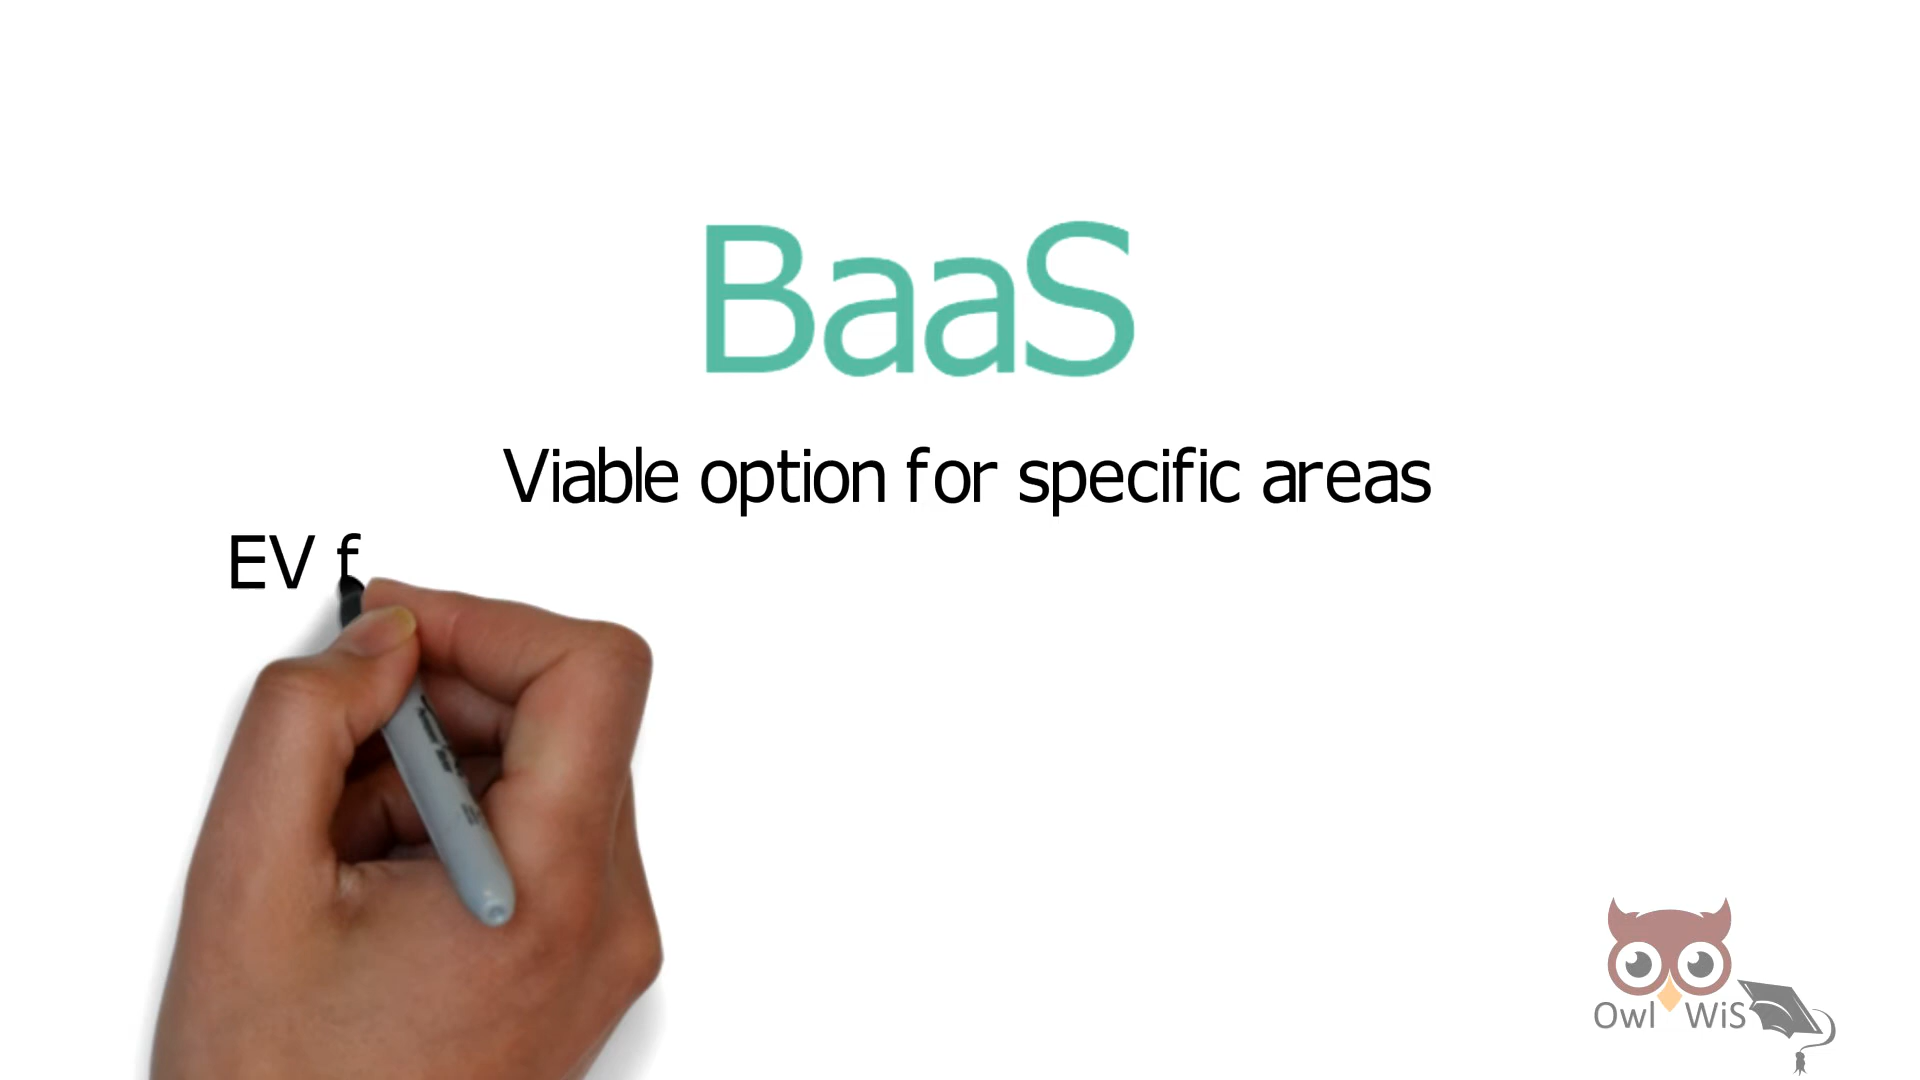 BaaS
Viable option for specific areas
EV f
Owl WiS